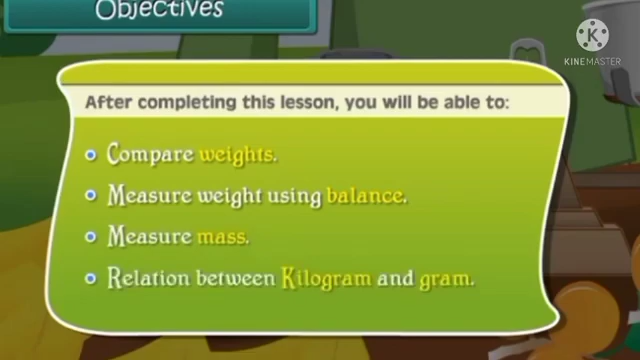 Objectives
K
KINEMASTER
After completing this lesson, you will be able to:
Compare weights.
Measure weight using balance.
Measure mass.
Relation between Kilogram and gram.